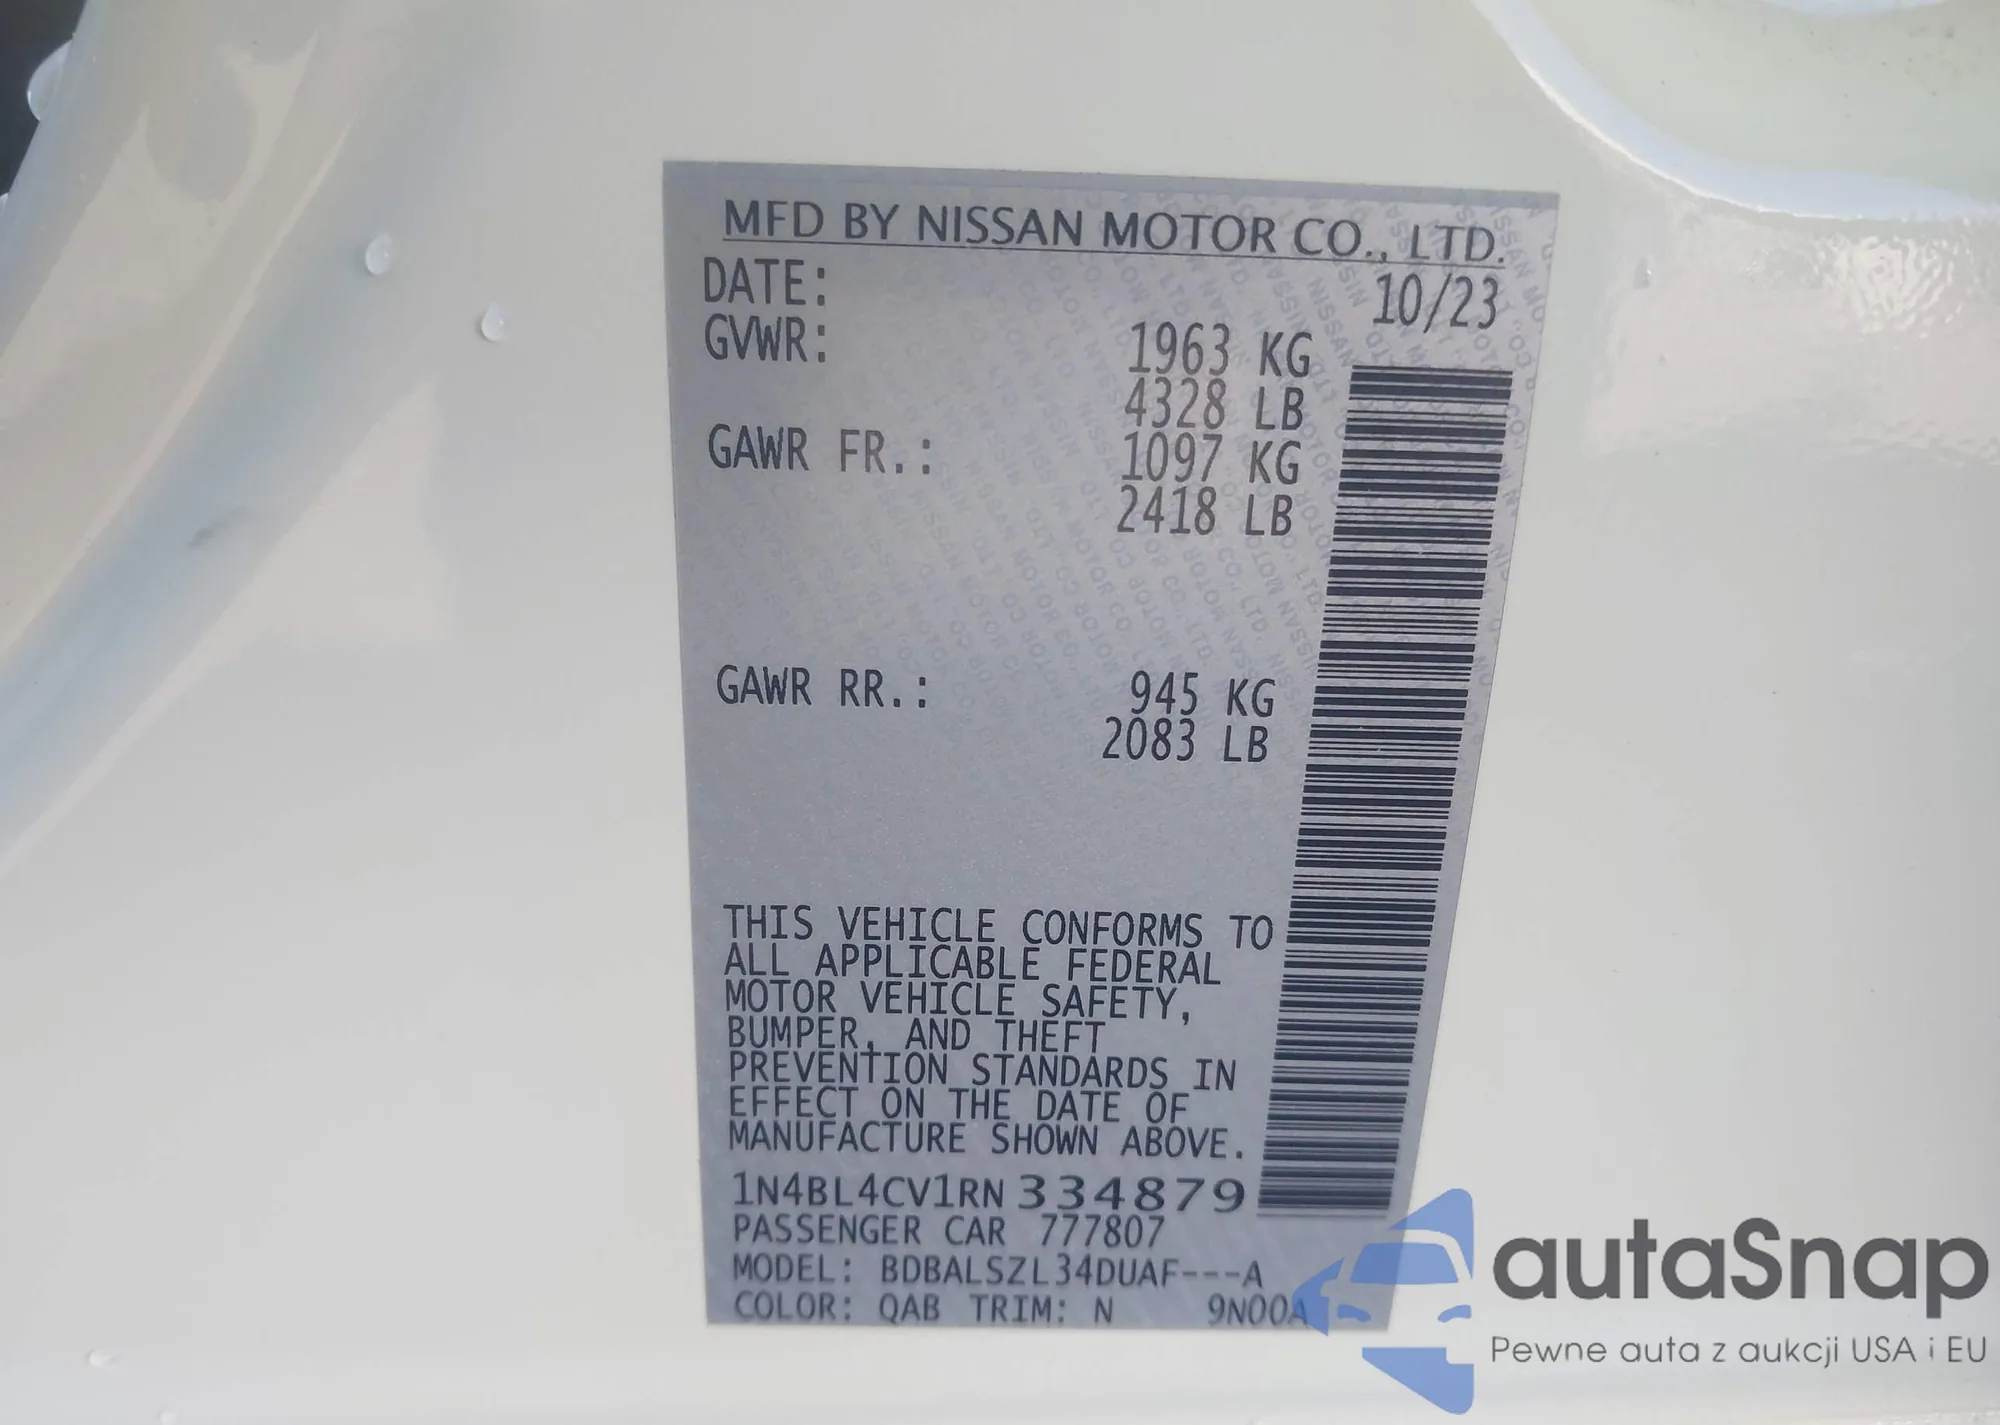 MFD BY NISSAN MOTOR CO., LTD.
DATE: 10/23
GVWR: 1963 KG
4328 LB
GAWR FR.: 1097 KG
2418 LB
GAWR RR.: 945 KG
2083 LB
THIS VEHICLE CONFORMS TO
ALL APPLICABLE FEDERAL
MOTOR VEHICLE SAFETY,
BUMPER, AND THEFT
PREVENTION STANDARDS IN
EFFECT ON THE DATE OF
MANUFACTURE SHOWN ABOVE.
1N4BL4CV1RN334879
PASSENGER CAR 777807
MODEL: BDBALSZL34DUAF---A
COLOR: QAB TRIM: N 9N00A
autaSnap
Pewne auta z aukcji USA i EU